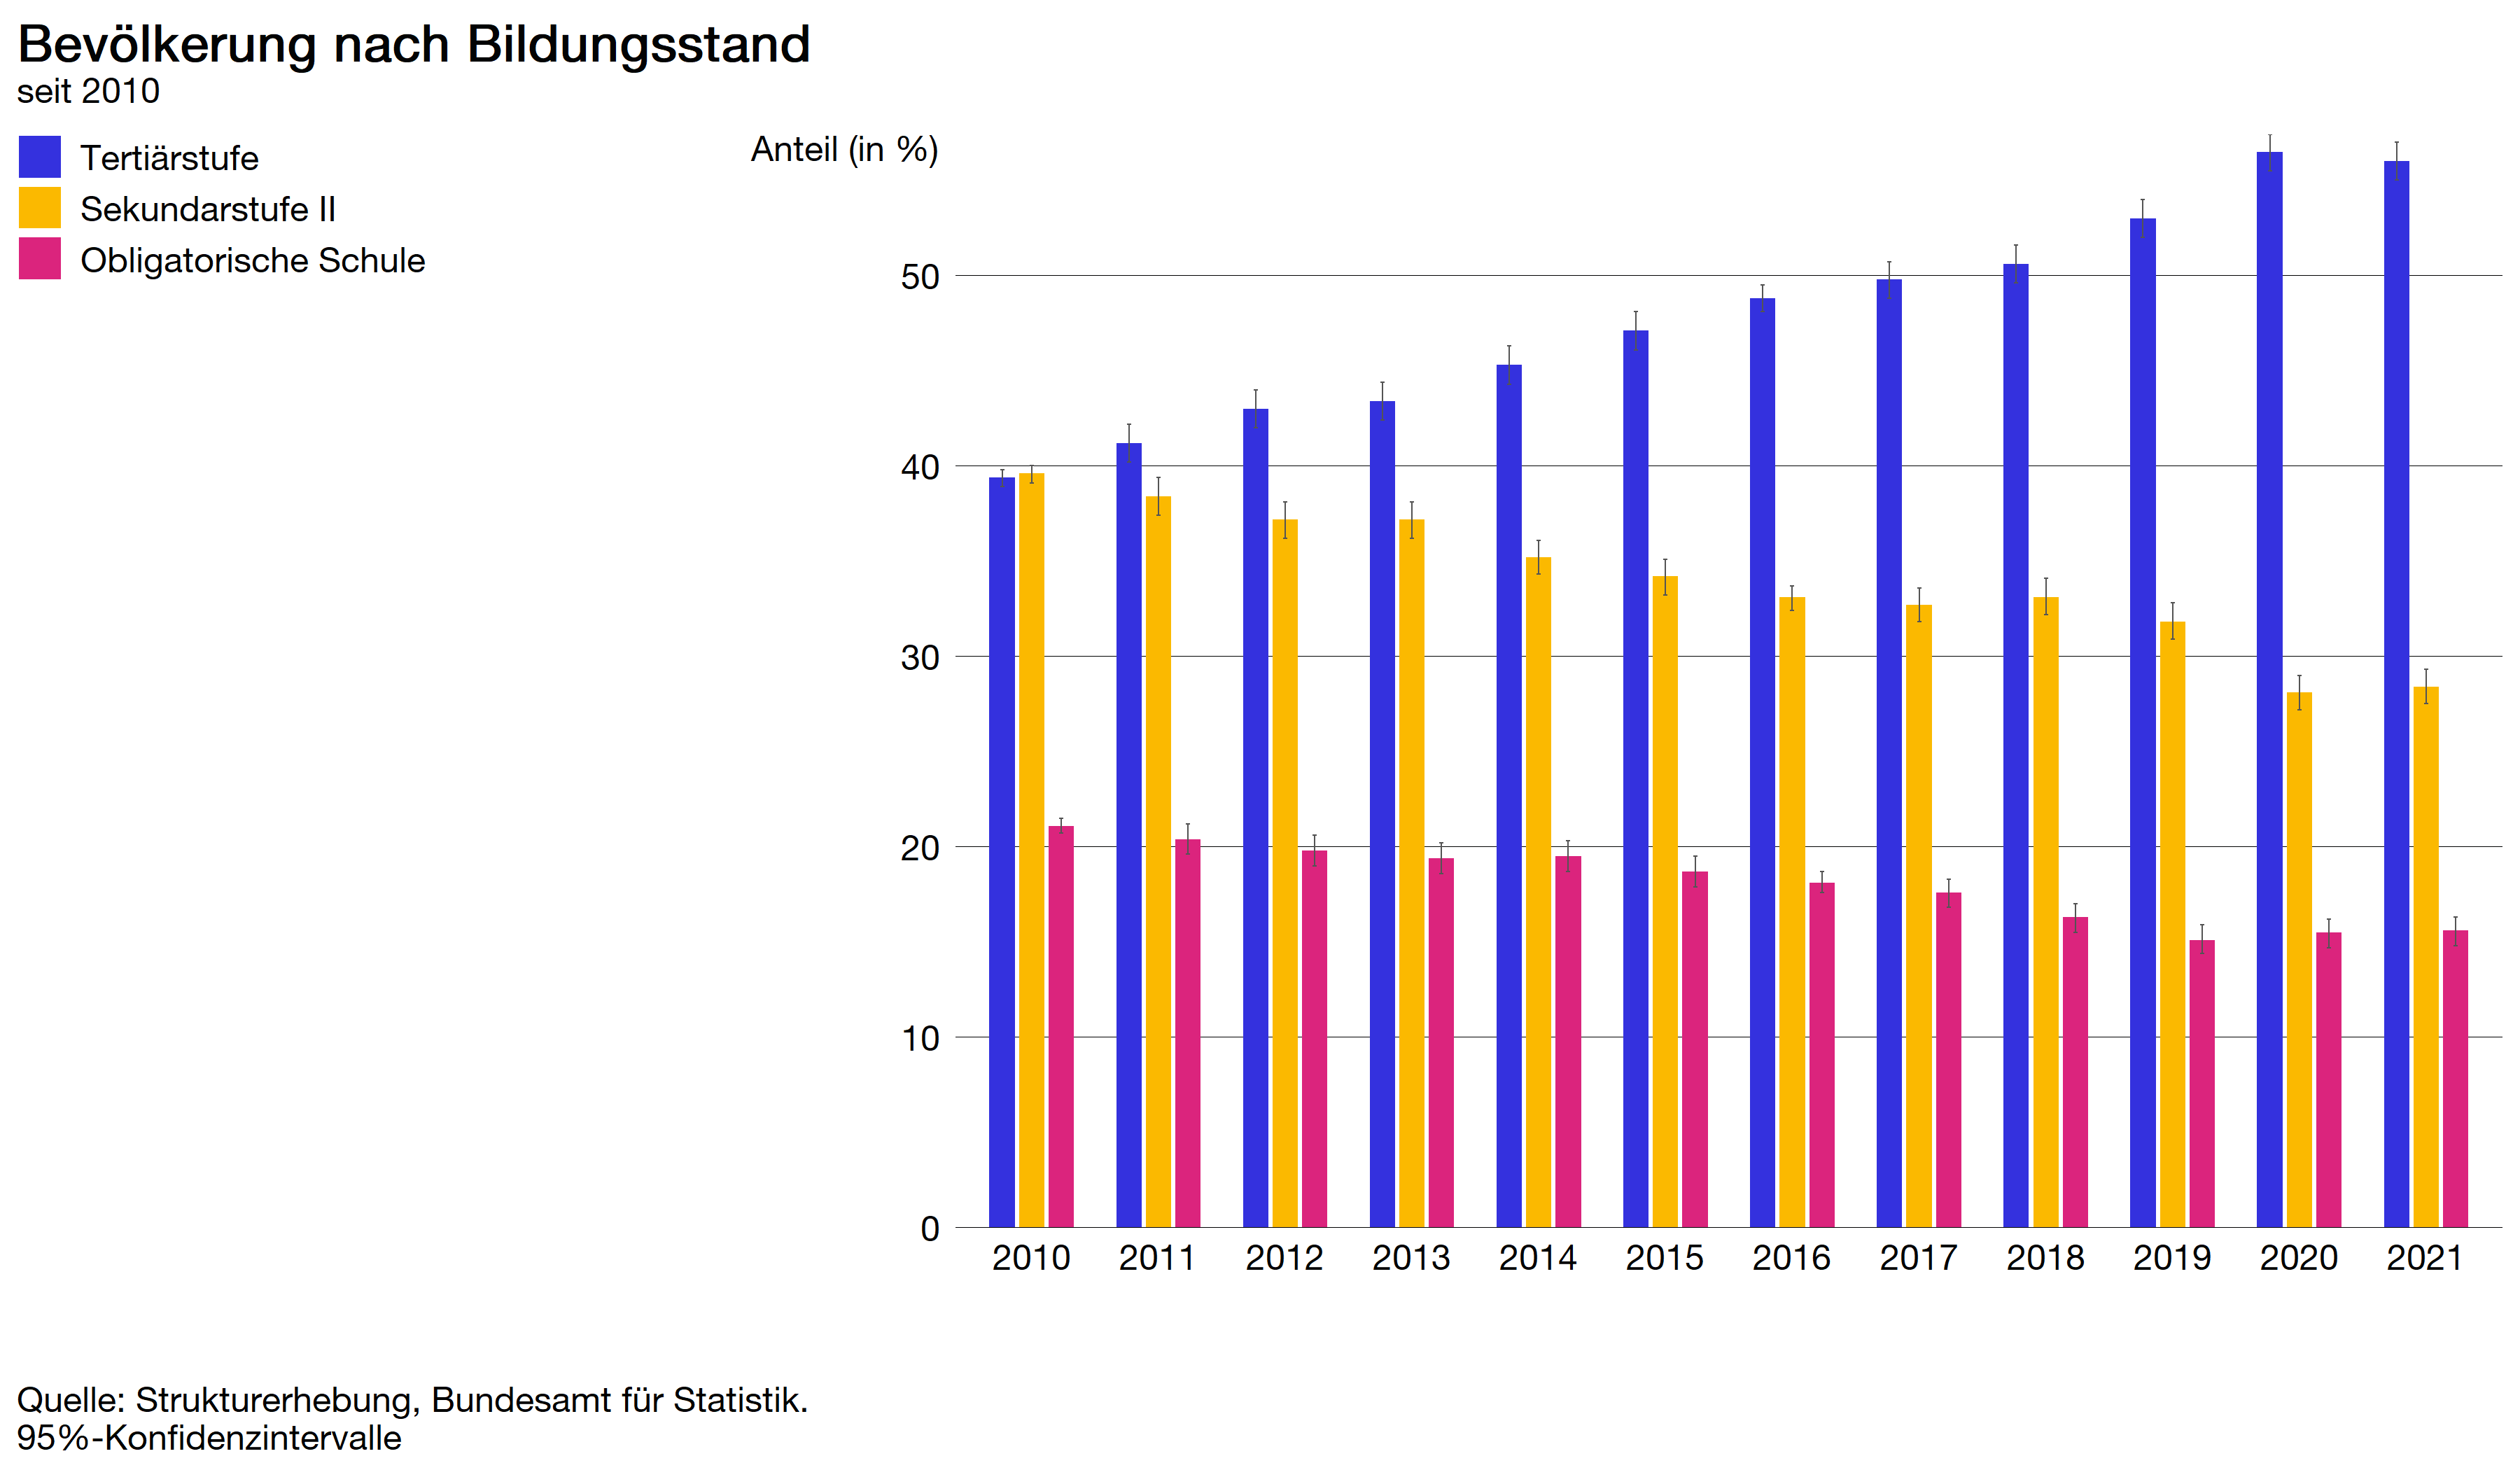 Bevölkerung nach Bildungsstand
seit 2010
Tertiärstufe
Sekundarstufe II
Obligatorische Schule
Anteil (in %)
50
40
30
20
10
0
2010 2011 2012 2013 2014 2015 2016 2017 2018 2019 2020 2021
Quelle: Strukturerhebung, Bundesamt für Statistik.
95%-Konfidenzintervalle